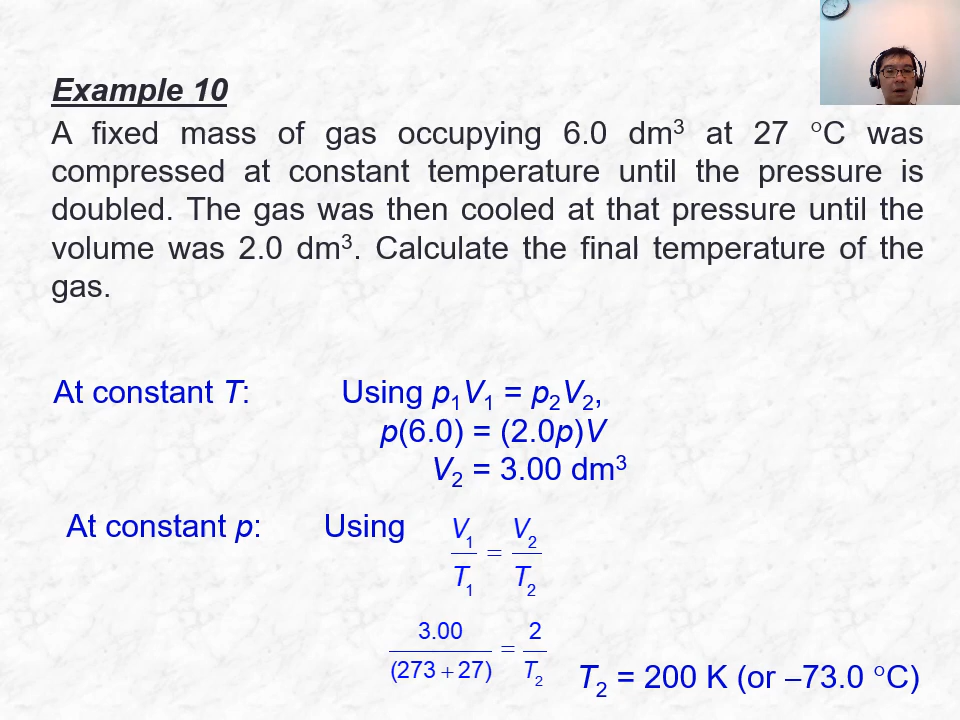 Example 10
A fixed mass of gas occupying 6.0 dm³ at 27 °C was
compressed at constant temperature until the pressure is
doubled. The gas was then cooled at that pressure until the
volume was 2.0 dm³. Calculate the final temperature of the
gas.
At constant T: Using p₁V₁ = p₂V₂,
p(6.0) = (2.0p)V
V₂ = 3.00 dm³
At constant p: Using V₁/T₁ = V₂/T₂
3.00/(273 + 27) = 2/T₂
T₂ = 200 K (or –73.0 °C)